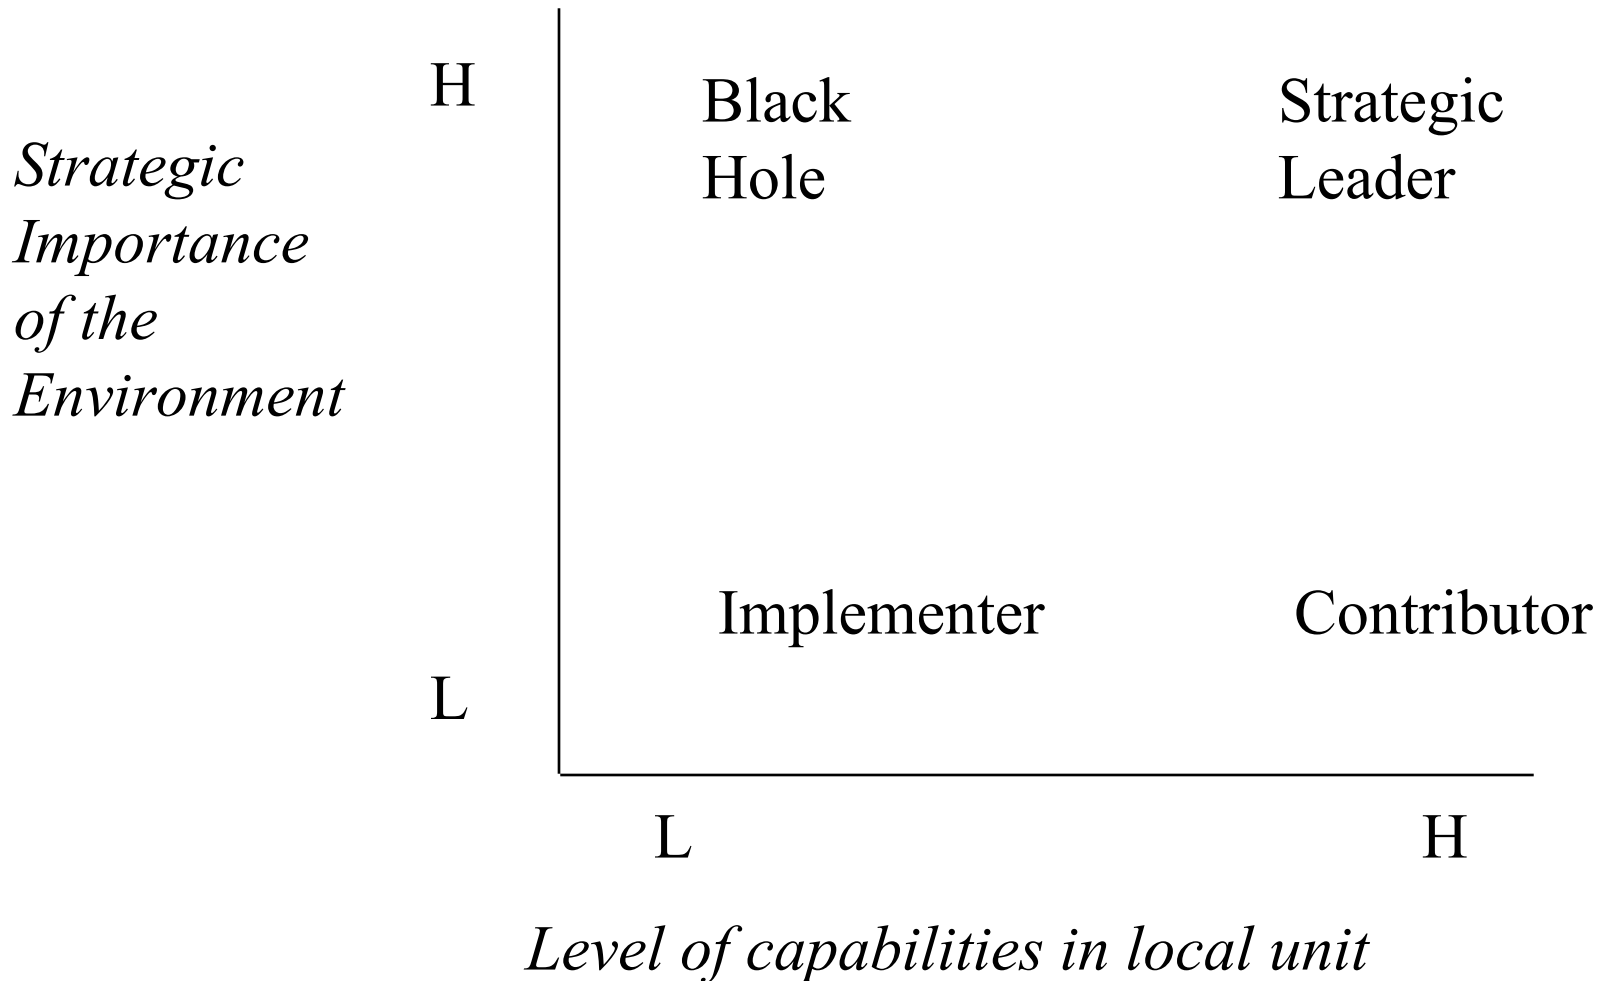 H
Black
Hole
Strategic
Leader
Strategic
Importance
of the
Environment
Implementer
Contributor
L
L
H
Level of capabilities in local unit